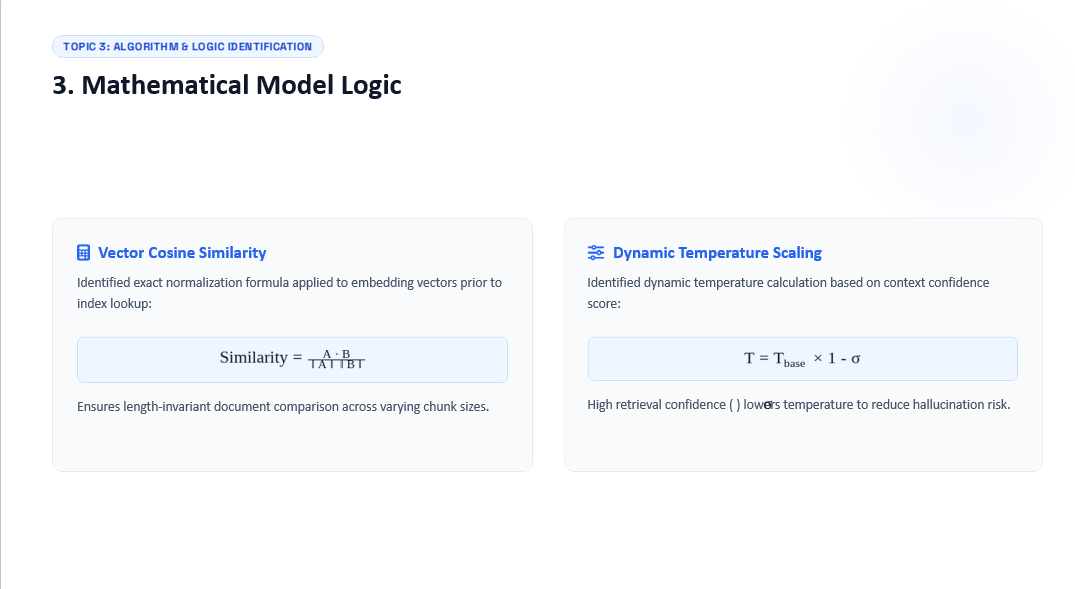 TOPIC 3: ALGORITHM & LOGIC IDENTIFICATION
3. Mathematical Model Logic
Vector Cosine Similarity
Identified exact normalization formula applied to embedding vectors prior to
index lookup:
Similarity = A · B
|A| |B|
Ensures length-invariant document comparison across varying chunk sizes.
Dynamic Temperature Scaling
Identified dynamic temperature calculation based on context confidence
score:
T = Tbase × 1 - σ
High retrieval confidence ( ) lowers temperature to reduce hallucination risk.
σ